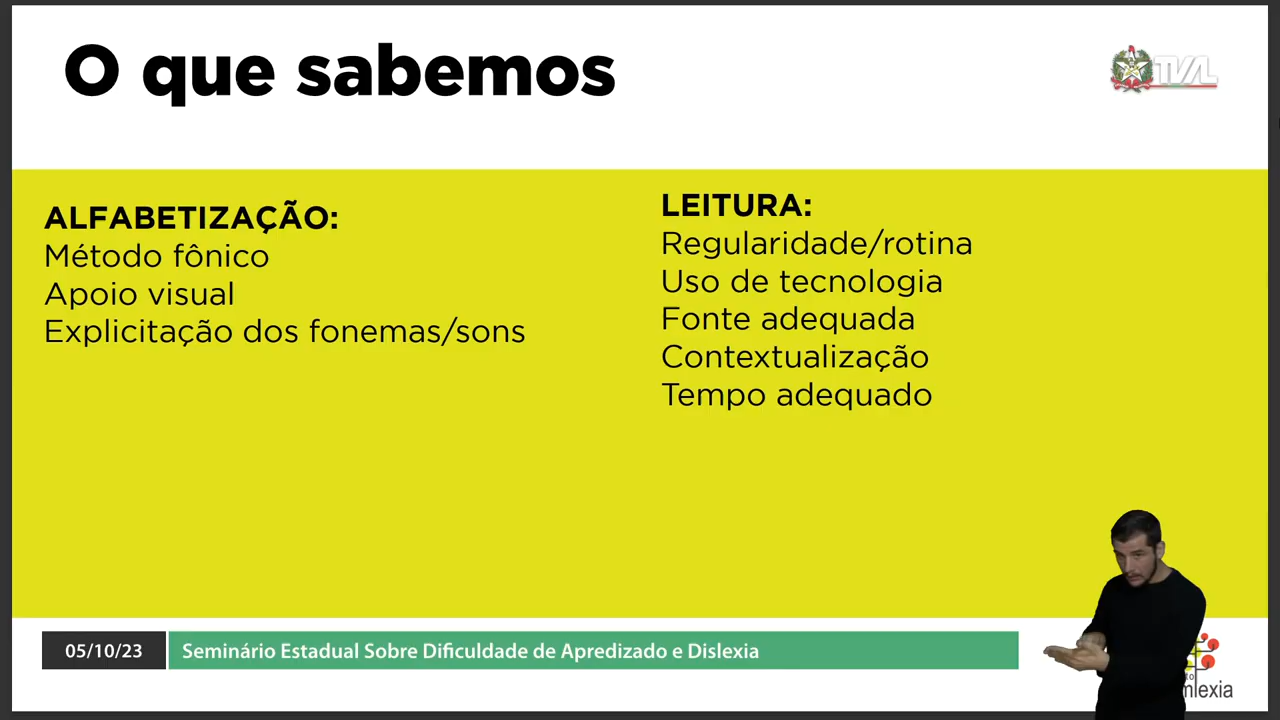 O que sabemos
TVAL
ALFABETIZAÇÃO:
Método fônico
Apoio visual
Explicitação dos fonemas/sons
LEITURA:
Regularidade/rotina
Uso de tecnologia
Fonte adequada
Contextualização
Tempo adequado
05/10/23
Seminário Estadual Sobre Dificuldade de Apredizado e Dislexia